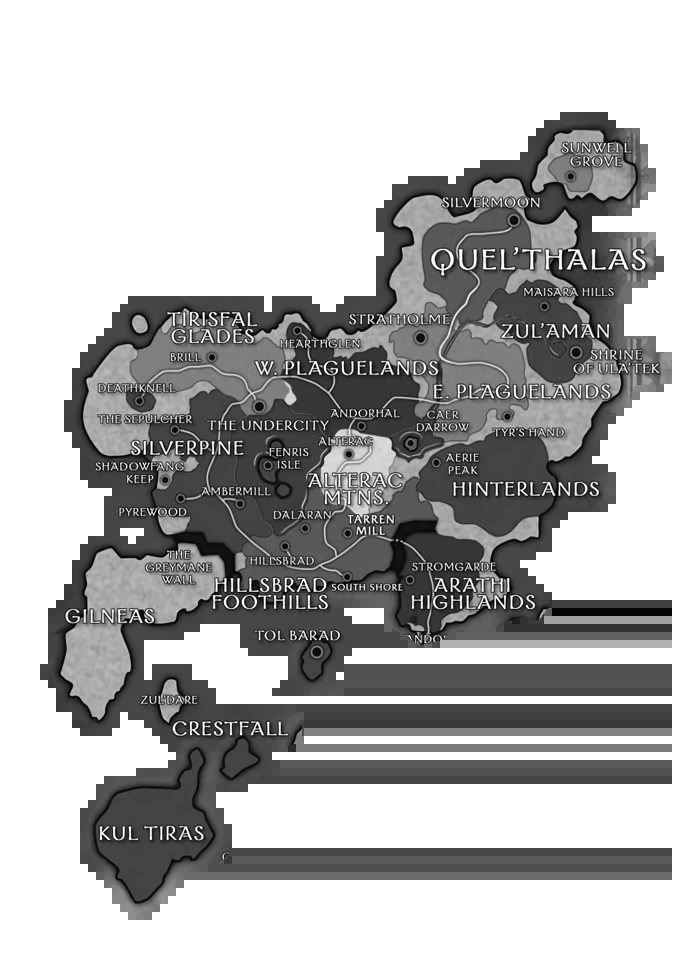 SUNWELL
GROVE
SILVERMOON
QUEL'THALAS
MAISARA HILLS
TIRISFAL
GLADES
STRATHOLME
ZUL'AMAN
HEARTHGLEN
BRILL
SHRINE
OF ULA'TEK
W. PLAGUELANDS
DEATHKNELL
E. PLAGUELANDS
THE SEPULCHER
THE UNDERCITY
ANDORHAL
CAER
DARROW
TYR'S HAND
SILVERPINE
ALTERAC
FENRIS
ISLE
AERIE
PEAK
SHADOWFANG
KEEP
ALTERAC
MTNS.
HINTERLANDS
AMBERMILL
PYREWOOD
DALARAN
TARREN
MILL
THE
GREYMANE
WALL
HILLSBRAD
STROMGARDE
HILLSBRAD
FOOTHILLS
SOUTH SHORE
ARATHI
HIGHLANDS
GILNEAS
TOL BARAD
ZUL'DARE
CRESTFALL
KUL TIRAS